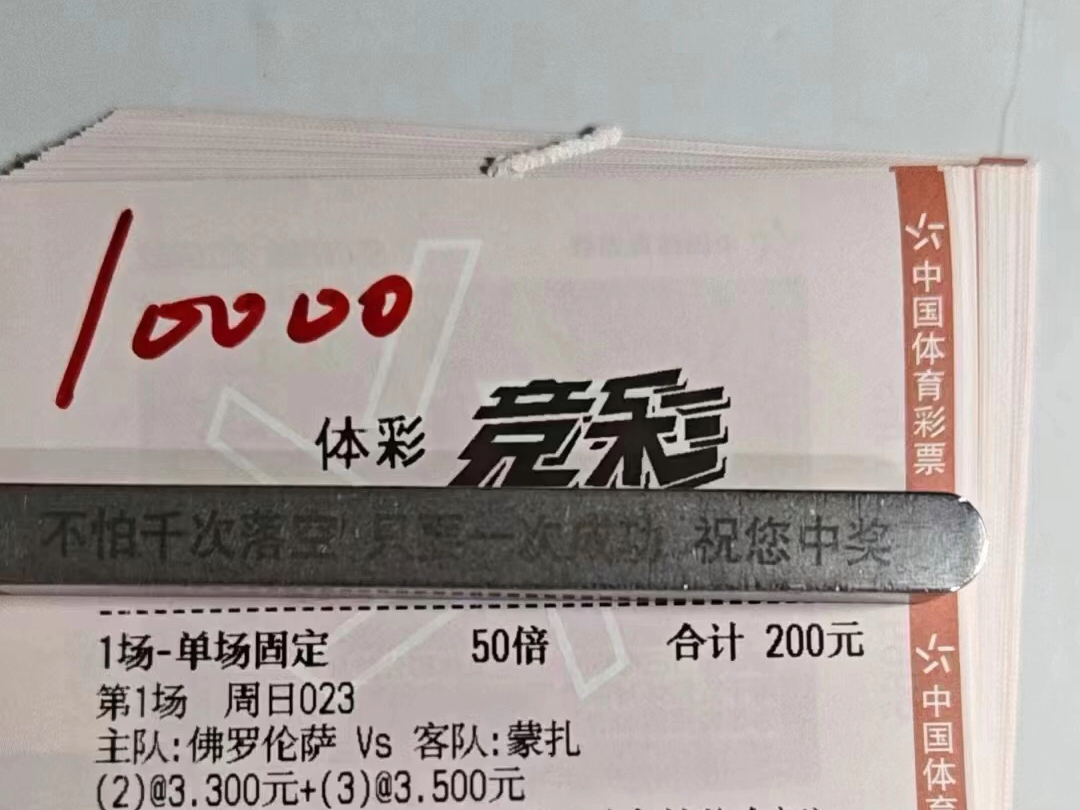 10000
体彩 竞彩
不怕千次落空 只要一次成功 祝您中奖
1场-单场固定 50倍 合计 200元
第1场 周日023
主队:佛罗伦萨 Vs 客队:蒙扎
(2)@3.300元+(3)@3.500元
中国体育彩票
中国体育